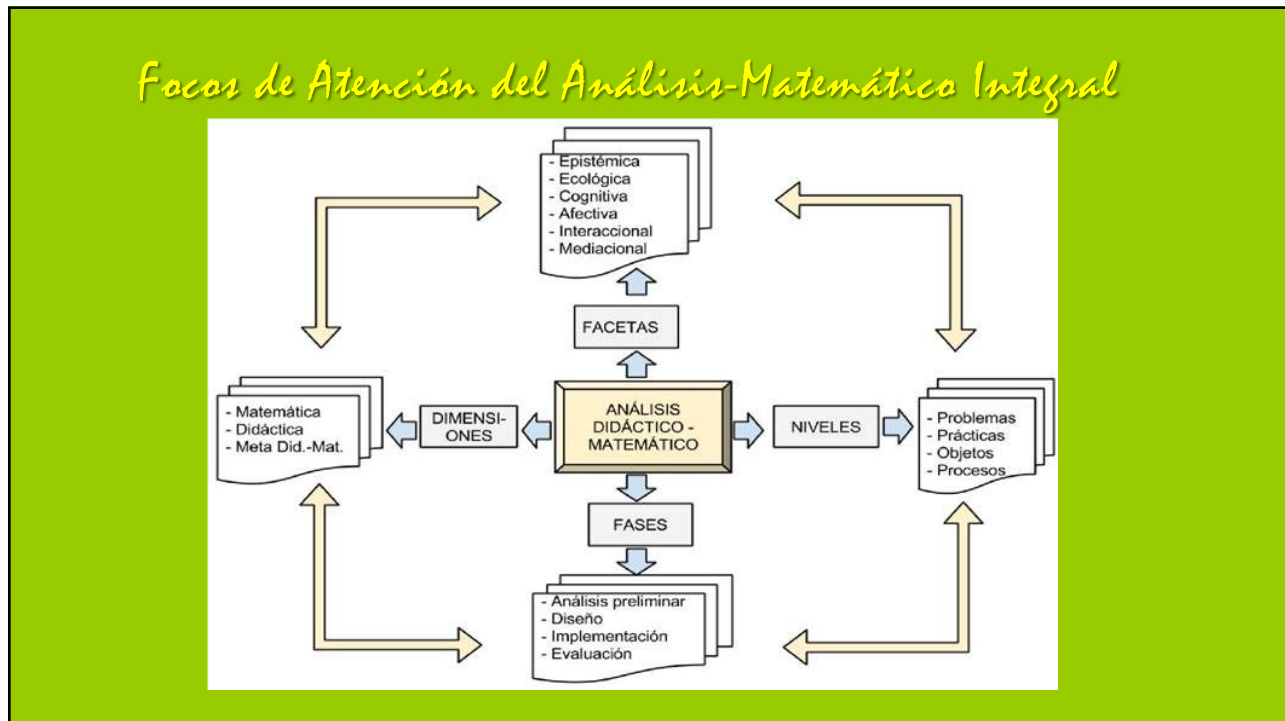 Focos de Atención del Análisis-Matemático Integral
- Epistémica
- Ecológica
- Cognitiva
- Afectiva
- Interaccional
- Mediacional
FACETAS
- Matemática
- Didáctica
- Meta Did.-Mat.
DIMENSI-
ONES
ANÁLISIS
DIDÁCTICO -
MATEMÁTICO
NIVELES
- Problemas
- Prácticas
- Objetos
- Procesos
FASES
- Análisis preliminar
- Diseño
- Implementación
- Evaluación